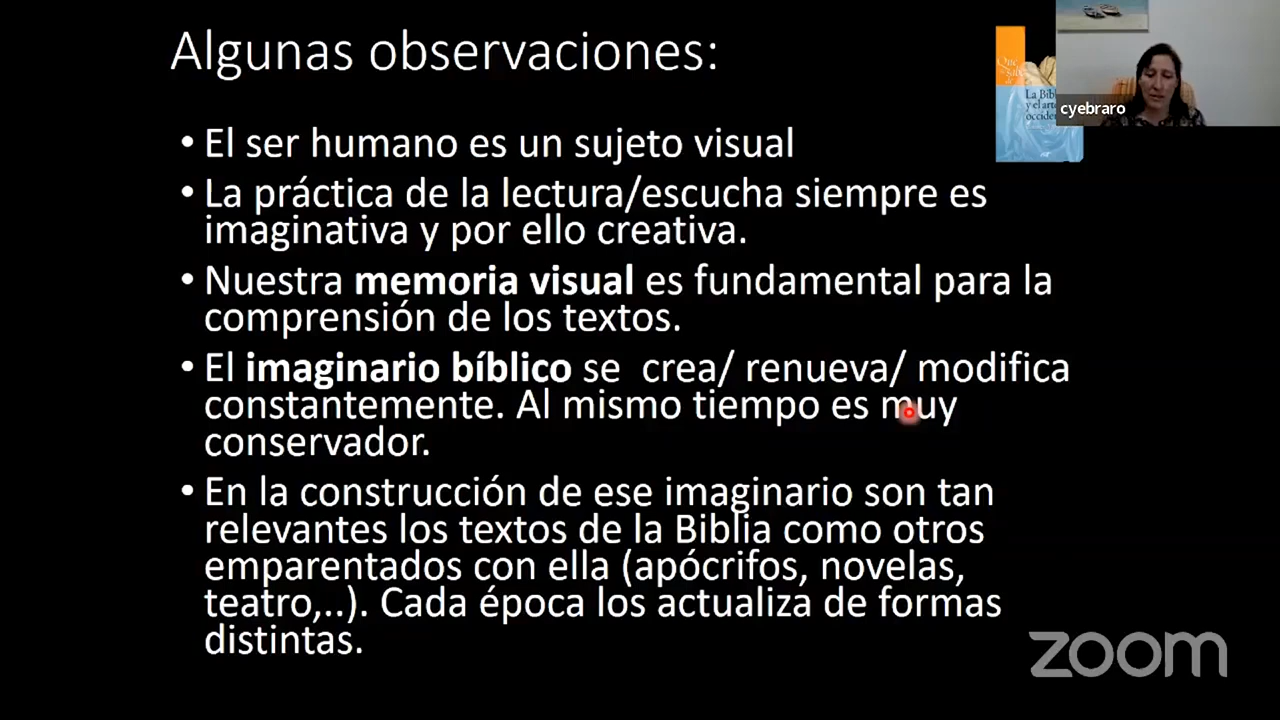 Algunas observaciones:
• El ser humano es un sujeto visual
• La práctica de la lectura/escucha siempre es
imaginativa y por ello creativa.
• Nuestra memoria visual es fundamental para la
comprensión de los textos.
• El imaginario bíblico se crea/ renueva/ modifica
constantemente. Al mismo tiempo es muy
conservador.
• En la construcción de ese imaginario son tan
relevantes los textos de la Biblia como otros
emparentados con ella (apócrifos, novelas,
teatro,..). Cada época los actualiza de formas
distintas.
La
y el
cyebraro
zoom